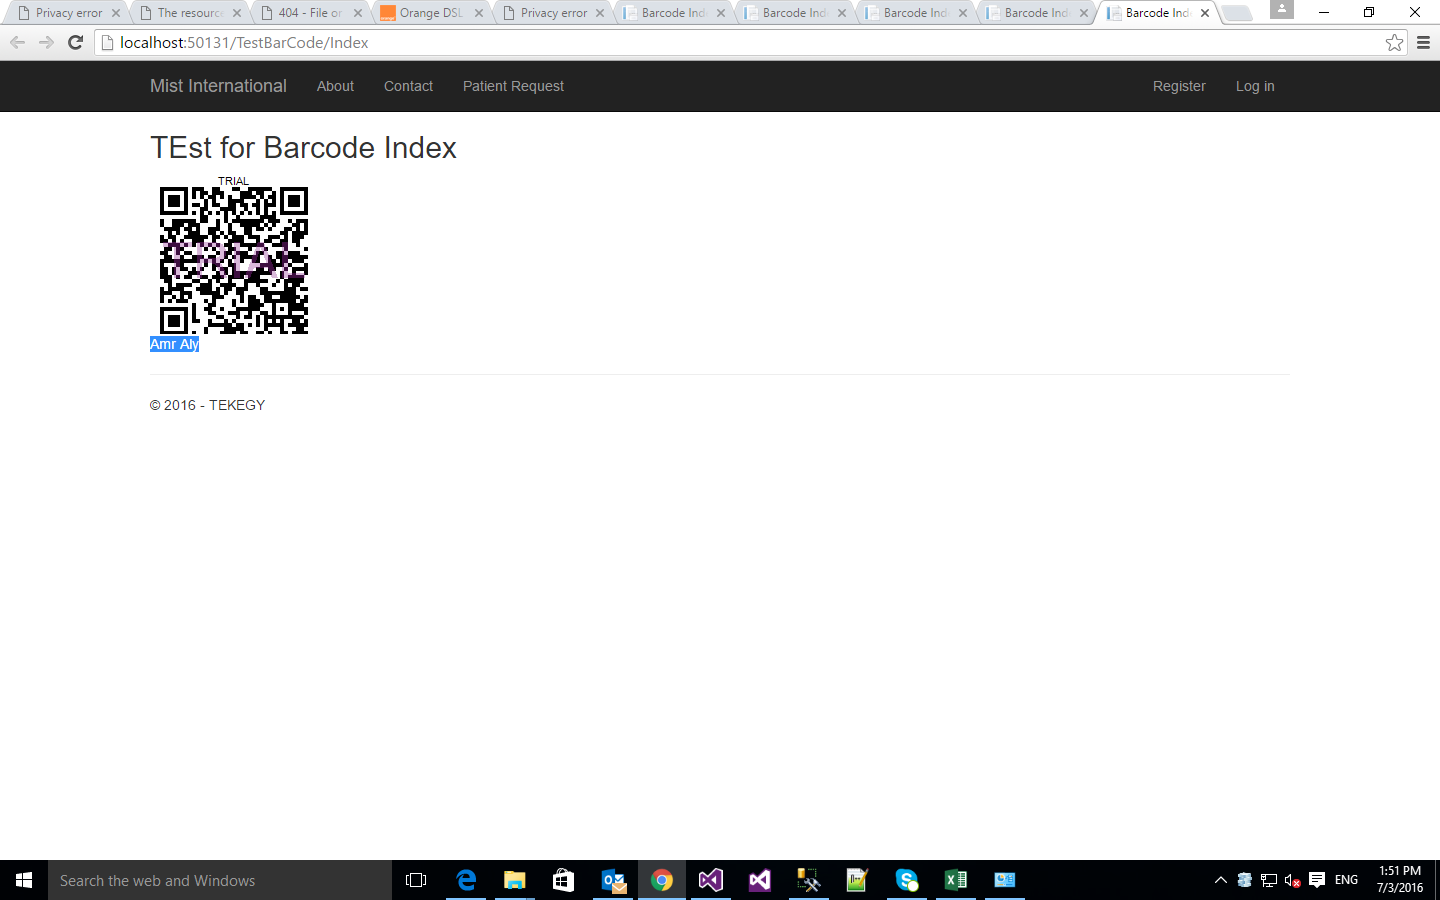 Privacy error
The resource
404 - File or
Orange DSL
Privacy error
Barcode Ind
Barcode Ind
Barcode Ind
Barcode Ind
Barcode Ind
localhost:50131/TestBarCode/Index
Mist International About Contact Patient Request Register Log in
TEst for Barcode Index
TRIAL
TRIAL
Amr Aly
© 2016 - TEKEGY
Search the web and Windows
ENG
1:51 PM
7/3/2016